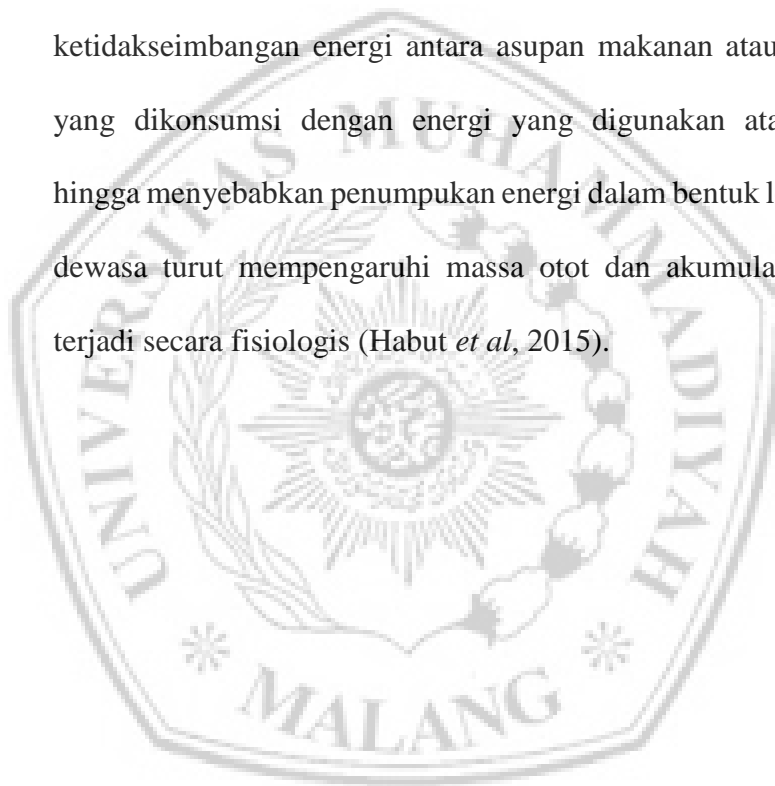 ketidakseimbangan energi antara asupan makanan atau
yang dikonsumsi dengan energi yang digunakan ata
hingga menyebabkan penumpukan energi dalam bentuk l
dewasa turut mempengaruhi massa otot dan akumula
terjadi secara fisiologis (Habut et al, 2015).
UNIVERSITAS MUHAMMADIYAH
MALANG